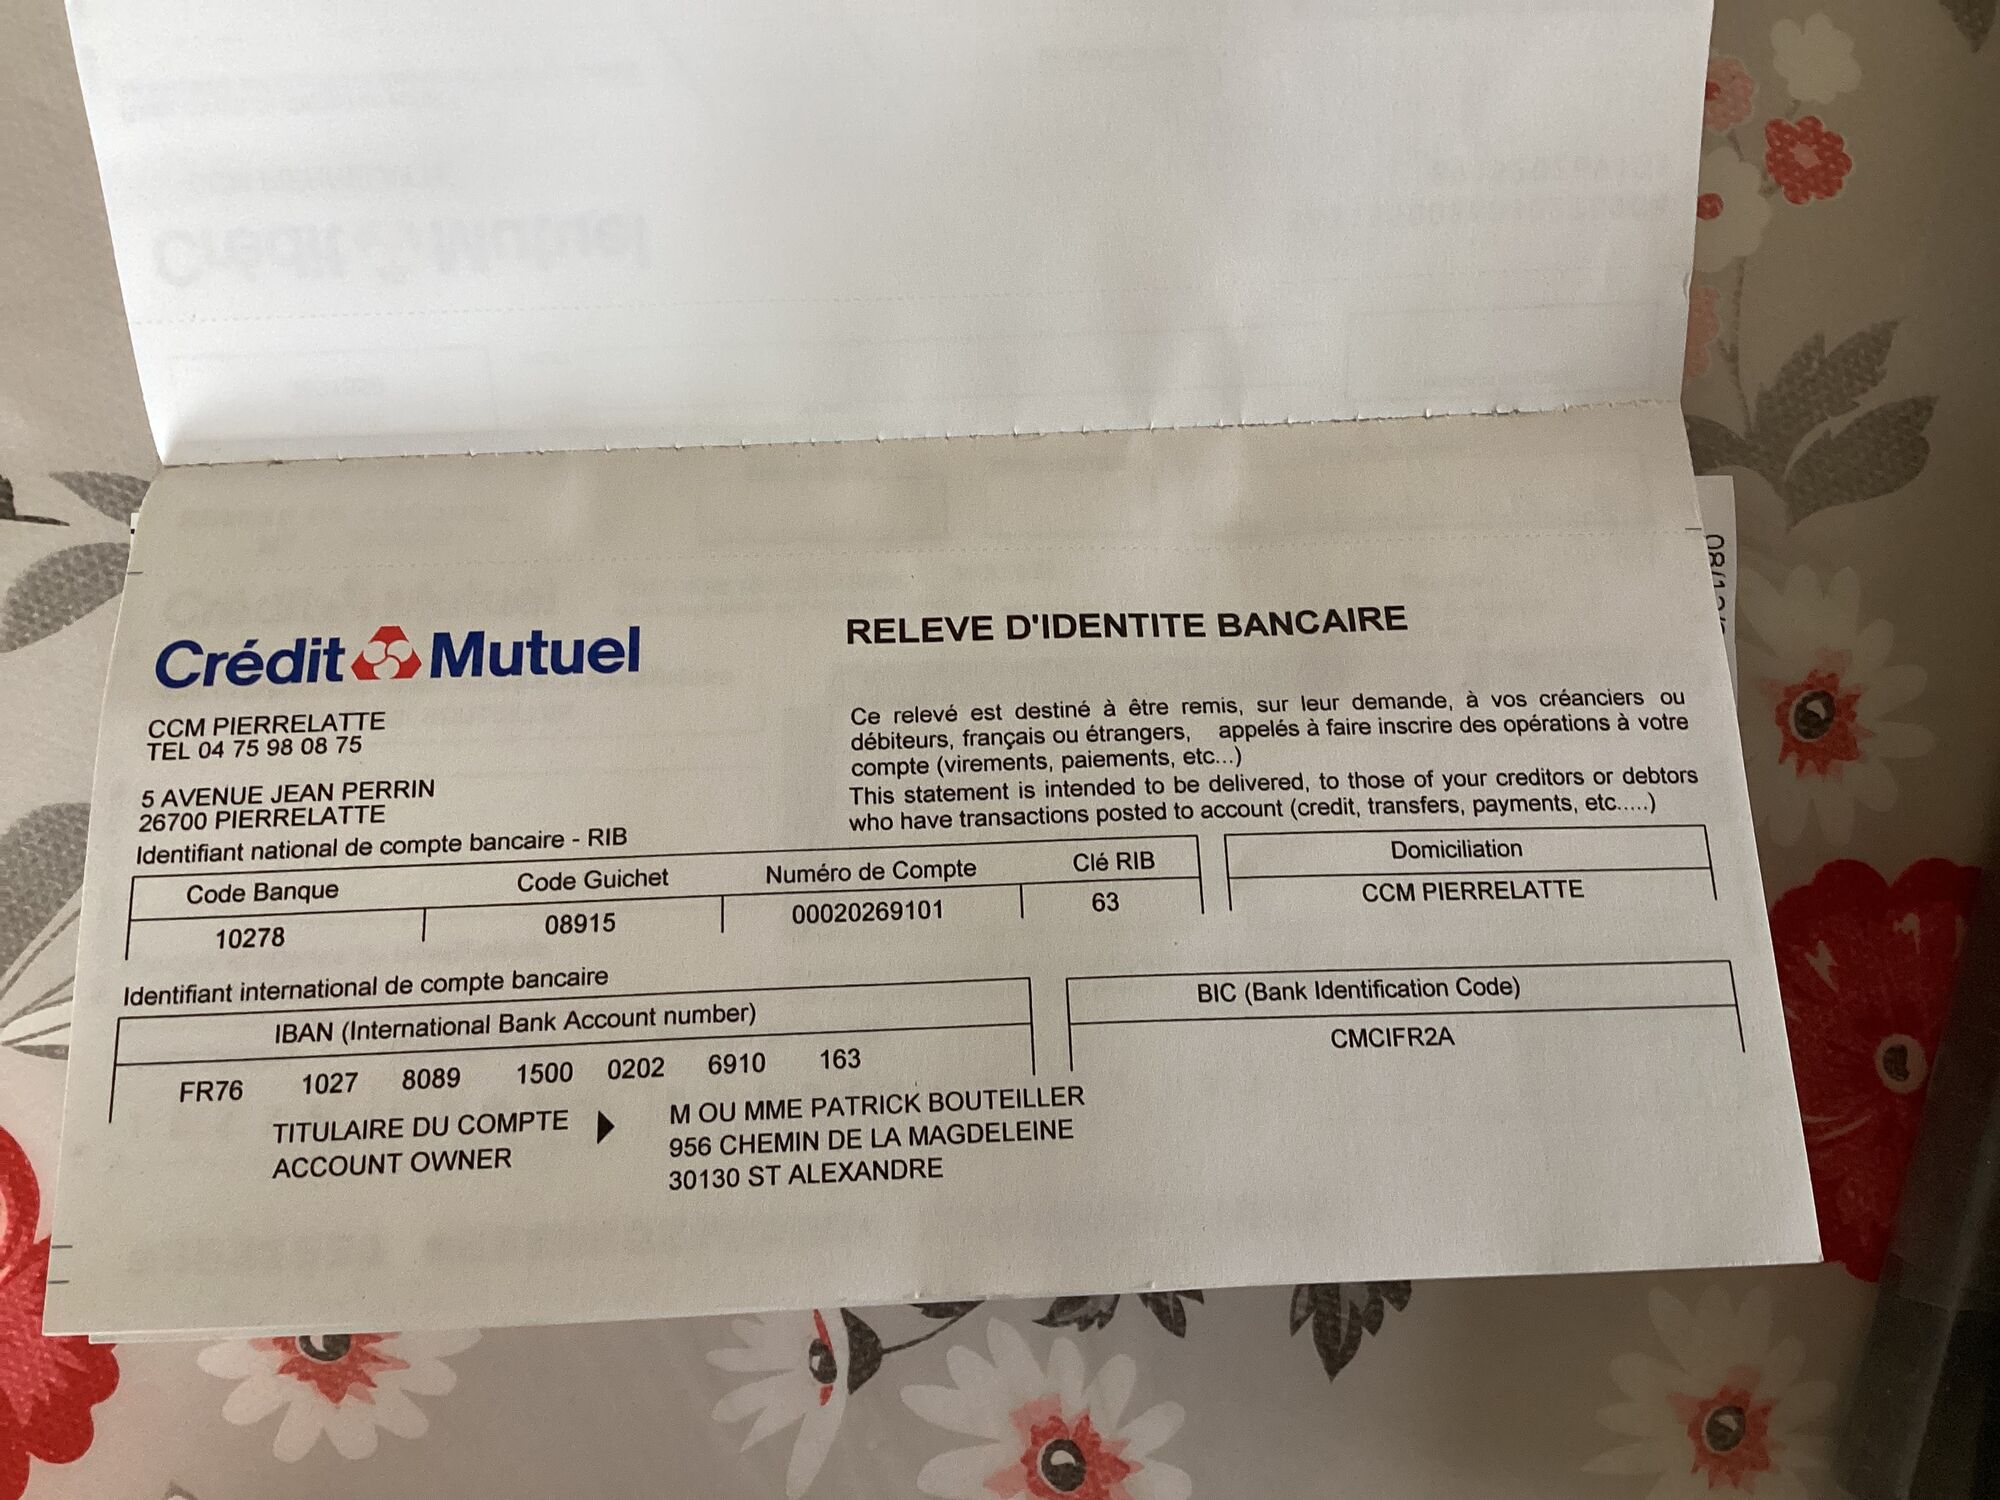 Crédit Mutuel
CCM PIERRELATTE
TEL 04 75 98 08 75
5 AVENUE JEAN PERRIN
26700 PIERRELATTE
RELEVE D'IDENTITE BANCAIRE
Ce relevé est destiné à être remis, sur leur demande, à vos créanciers ou
débiteurs, français ou étrangers, appelés à faire inscrire des opérations à votre
compte (virements, paiements, etc...)
This statement is intended to be delivered, to those of your creditors or debtors
who have transactions posted to account (credit, transfers, payments, etc.....)
Identifiant national de compte bancaire - RIB
Code Banque Code Guichet Numéro de Compte Clé RIB
10278 08915 00020269101 63
Domiciliation
CCM PIERRELATTE
Identifiant international de compte bancaire
IBAN (International Bank Account number)
FR76 1027 8089 1500 0202 6910 163
BIC (Bank Identification Code)
CMCIFR2A
TITULAIRE DU COMPTE
ACCOUNT OWNER
M OU MME PATRICK BOUTEILLER
956 CHEMIN DE LA MAGDELEINE
30130 ST ALEXANDRE